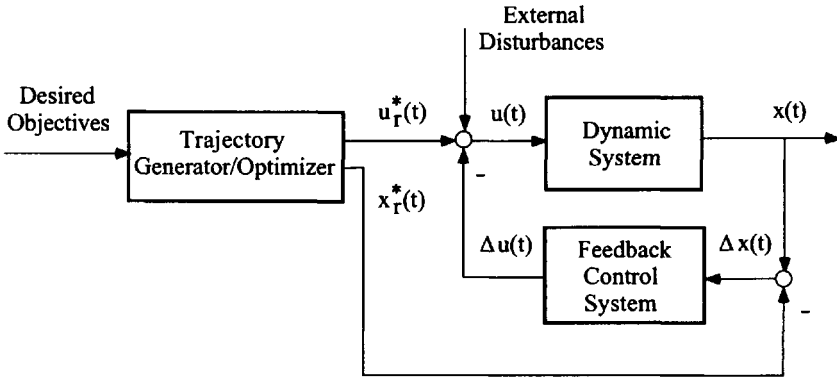 External
Disturbances
Desired
Objectives
Trajectory
Generator/Optimizer
u*r(t)
u(t)
Dynamic
System
x(t)
-
x*r(t)
Δu(t)
Feedback
Control
System
Δx(t)
-